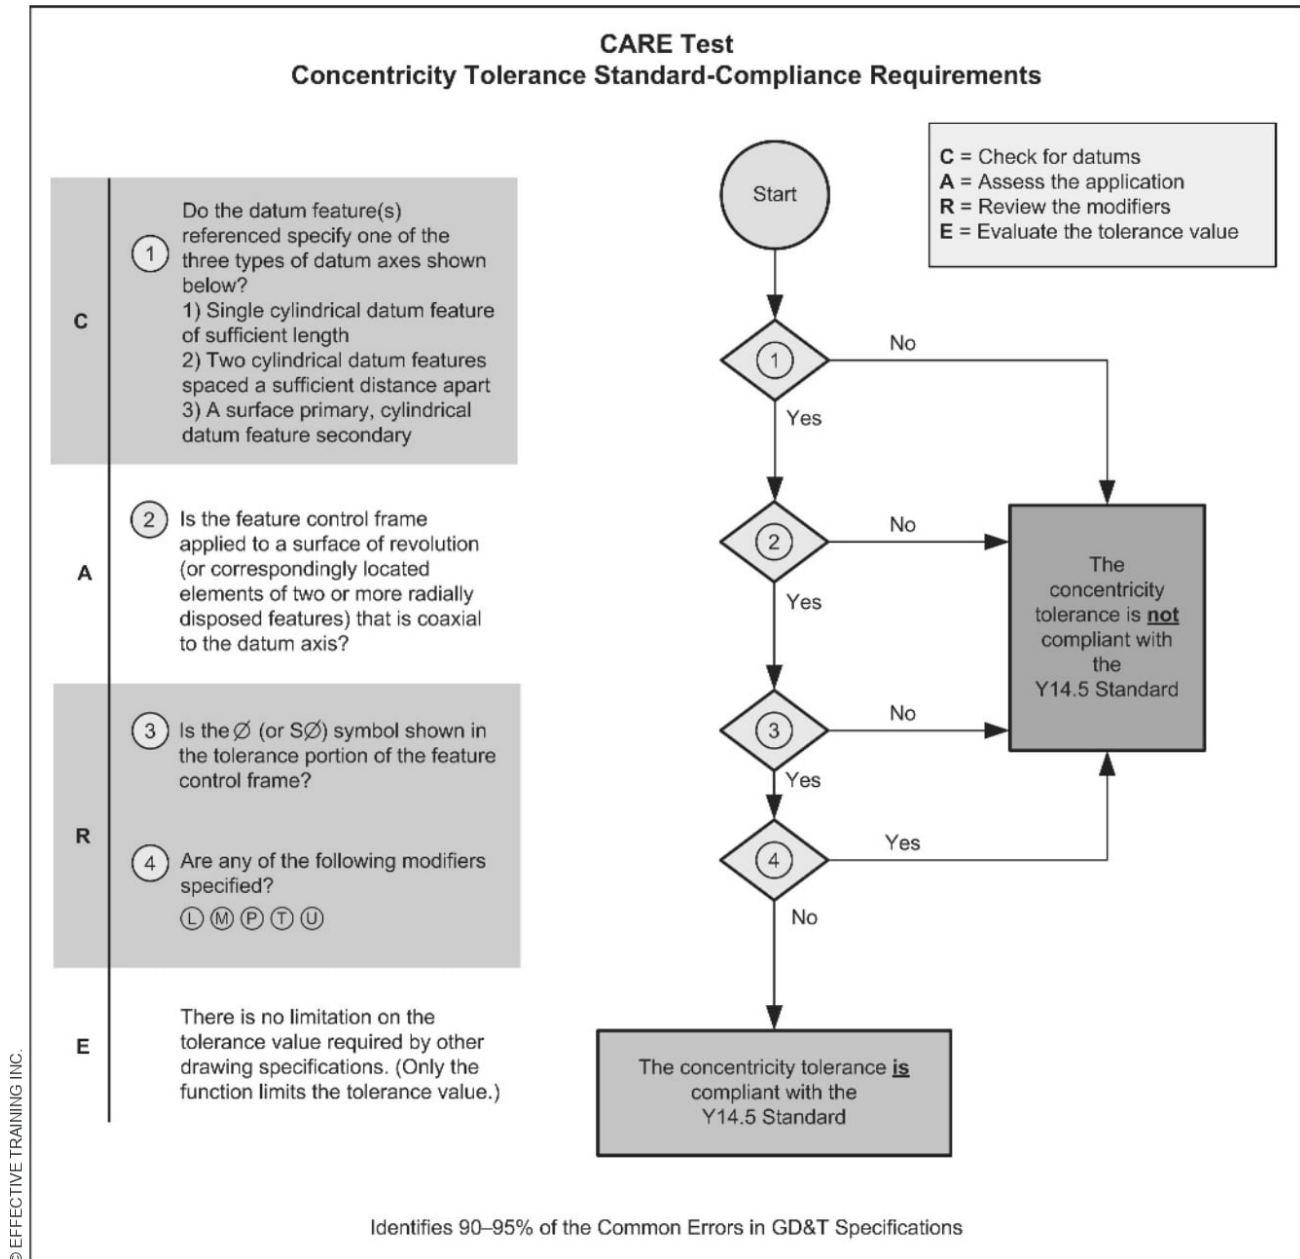 CARE Test
Concentricity Tolerance Standard-Compliance Requirements
C = Check for datums
A = Assess the application
R = Review the modifiers
E = Evaluate the tolerance value
C
1
Do the datum feature(s)
referenced specify one of the
three types of datum axes shown
below?
1) Single cylindrical datum feature
of sufficient length
2) Two cylindrical datum features
spaced a sufficient distance apart
3) A surface primary, cylindrical
datum feature secondary
A
2
Is the feature control frame
applied to a surface of revolution
(or correspondingly located
elements of two or more radially
disposed features) that is coaxial
to the datum axis?
R
3
Is the Ø (or SØ) symbol shown in
the tolerance portion of the feature
control frame?
4
Are any of the following modifiers
specified?
Ⓛ Ⓜ Ⓟ Ⓣ Ⓤ
E
There is no limitation on the
tolerance value required by other
drawing specifications. (Only the
function limits the tolerance value.)
Start
1
No
Yes
2
No
Yes
3
No
Yes
4
Yes
No
The
concentricity
tolerance is not
compliant with
the
Y14.5 Standard
The concentricity tolerance is
compliant with the
Y14.5 Standard
Identifies 90–95% of the Common Errors in GD&T Specifications
© EFFECTIVE TRAINING INC.